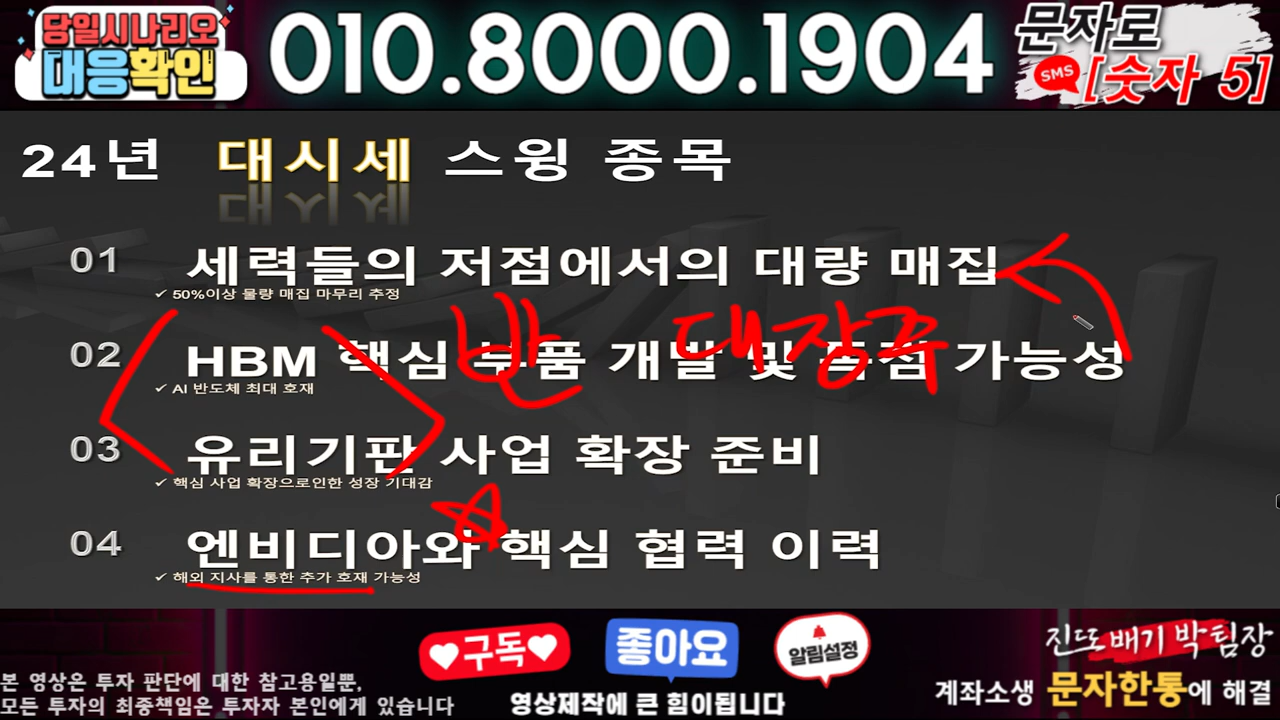 당일시나리오
대응확인
010.8000.1904
문자로
SMS [숫자 5]
24년 대시세 스윙 종목
01 세력들의 저점에서의 대량 매집
✓ 50%이상 물량 매집 마무리 추정
02 HBM 핵심 부품 개발 및 독점 가능성
✓ AI 반도체 최대 호재
반 대장주
03 유리기판 사업 확장 준비
✓ 핵심 사업 확장으로인한 성장 기대감
04 엔비디아와 핵심 협력 이력
✓ 해외 지사를 통한 추가 호재 가능성
구독
좋아요
알림설정
영상제작에 큰 힘이됩니다
본 영상은 투자 판단에 대한 참고용일뿐,
모든 투자의 최종책임은 투자자 본인에게 있습니다
진또배기 박팀장
계좌소생 문자한통에 해결